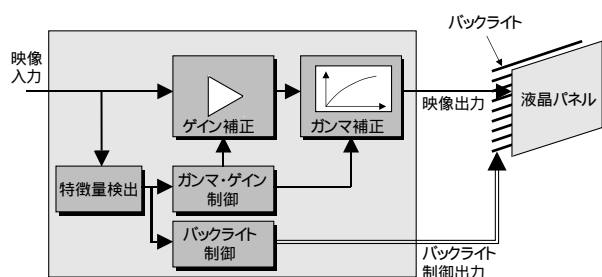 バックライト
映像
入力
液晶パネル
映像出力
ゲイン補正
ガンマ補正
特徴量検出
ガンマ・ゲイン
制御
バックライト
制御
バックライト
制御出力